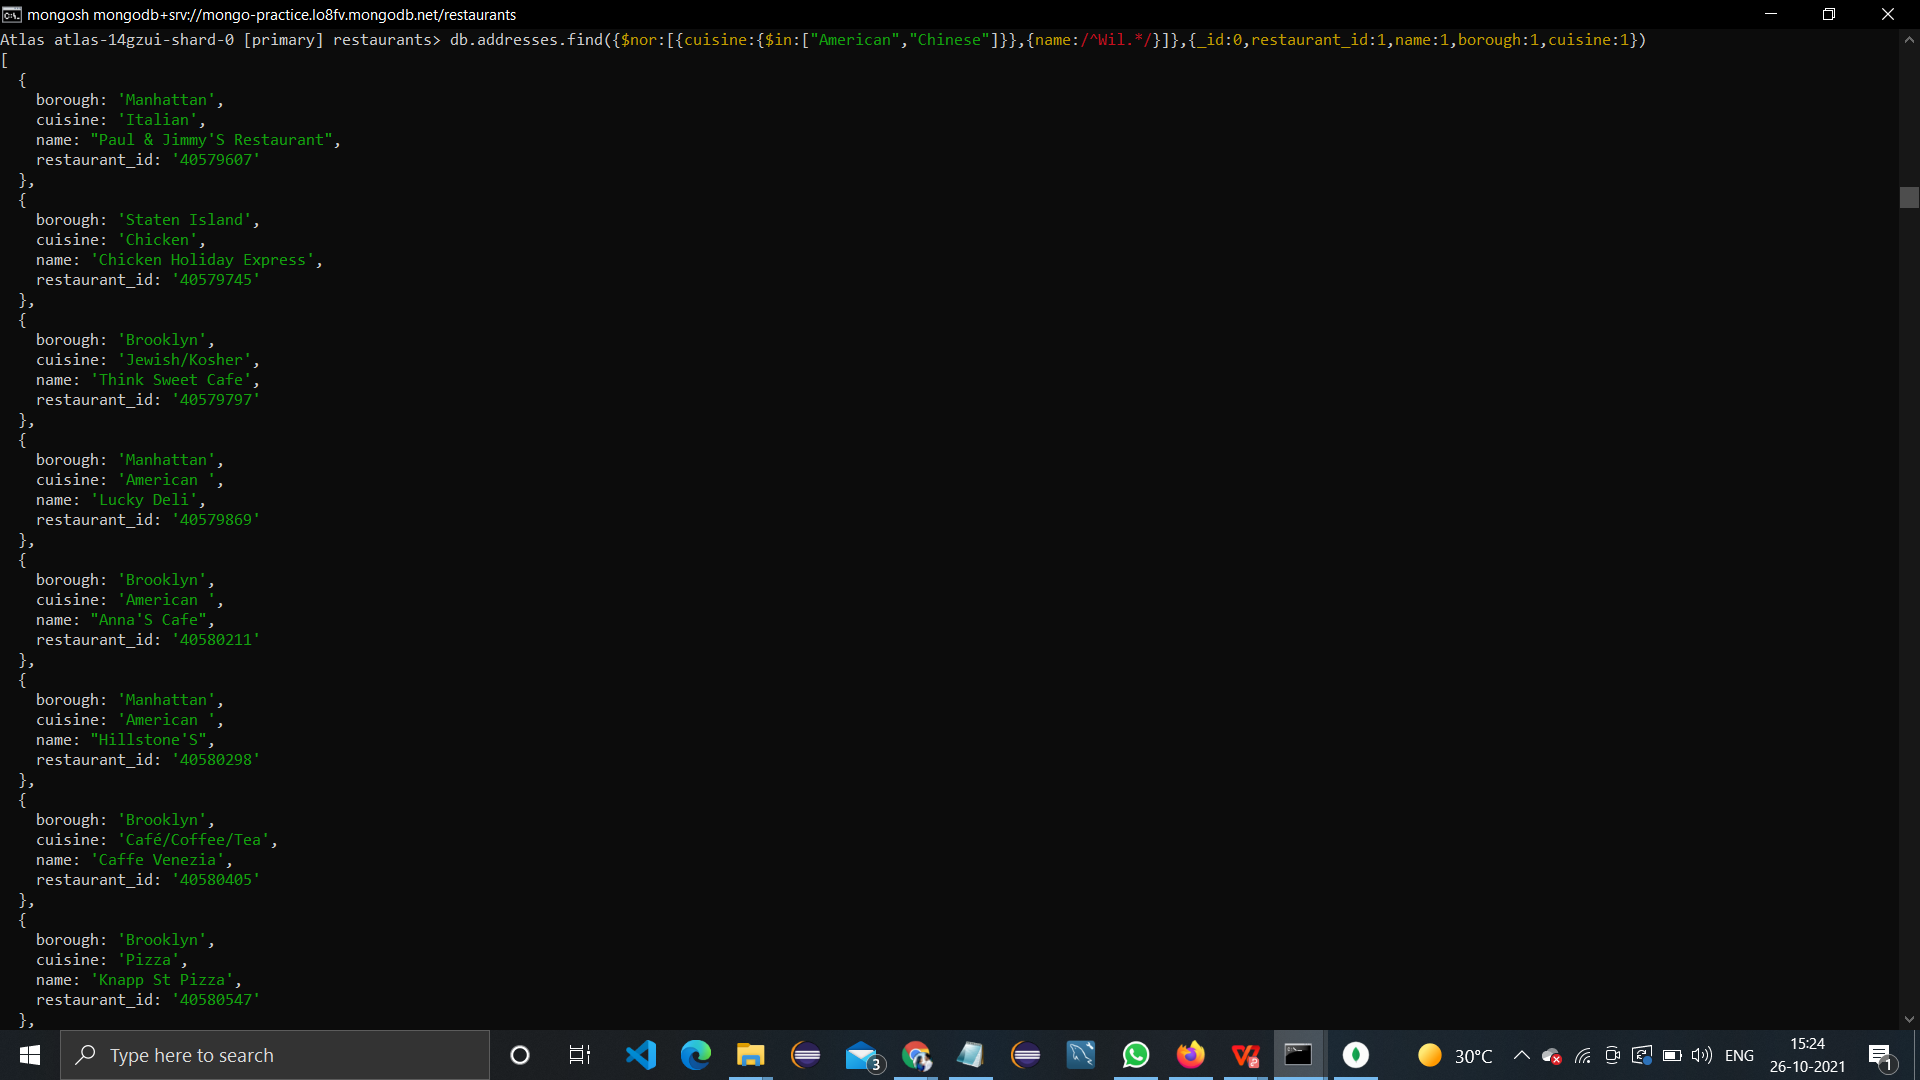 mongosh mongodb+srv://mongo-practice.lo8fv.mongodb.net/restaurants
Atlas atlas-14gzui-shard-0 [primary] restaurants> db.addresses.find({$nor:[{cuisine:{$in:["American","Chinese"]}},{name:/^Wil.*/}]},{_id:0,restaurant_id:1,name:1,borough:1,cuisine:1})
[
  {
    borough: 'Manhattan',
    cuisine: 'Italian',
    name: "Paul & Jimmy'S Restaurant",
    restaurant_id: '40579607'
  },
  {
    borough: 'Staten Island',
    cuisine: 'Chicken',
    name: 'Chicken Holiday Express',
    restaurant_id: '40579745'
  },
  {
    borough: 'Brooklyn',
    cuisine: 'Jewish/Kosher',
    name: 'Think Sweet Cafe',
    restaurant_id: '40579797'
  },
  {
    borough: 'Manhattan',
    cuisine: 'American ',
    name: 'Lucky Deli',
    restaurant_id: '40579869'
  },
  {
    borough: 'Brooklyn',
    cuisine: 'American ',
    name: "Anna'S Cafe",
    restaurant_id: '40580211'
  },
  {
    borough: 'Manhattan',
    cuisine: 'American ',
    name: "Hillstone'S",
    restaurant_id: '40580298'
  },
  {
    borough: 'Brooklyn',
    cuisine: 'Café/Coffee/Tea',
    name: 'Caffe Venezia',
    restaurant_id: '40580405'
  },
  {
    borough: 'Brooklyn',
    cuisine: 'Pizza',
    name: 'Knapp St Pizza',
    restaurant_id: '40580547'
  },
Type here to search
3
30°C
ENG
15:24
26-10-2021
1